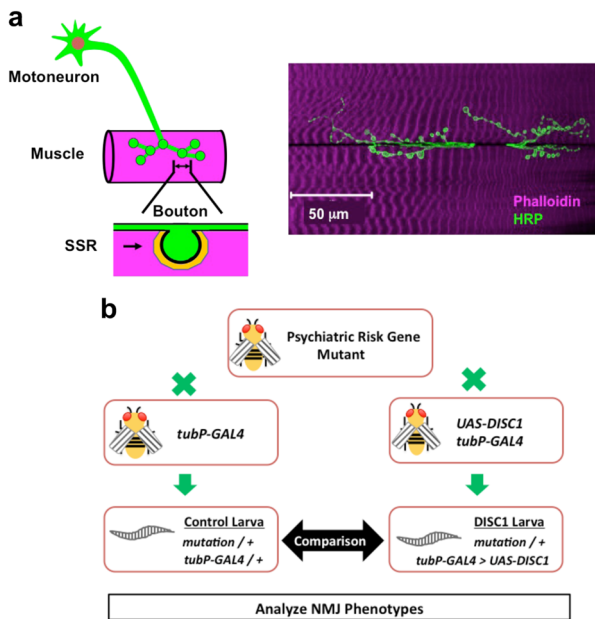 a
Motoneuron
Muscle
Bouton
SSR
Phalloidin
50 μm
HRP
b
Psychiatric Risk Gene
Mutant
tubP-GAL4
UAS-DISC1
tubP-GAL4
Control Larva
mutation / +
tubP-GAL4 / +
Comparison
DISC1 Larva
mutation / +
tubP-GAL4 > UAS-DISC1
Analyze NMJ Phenotypes